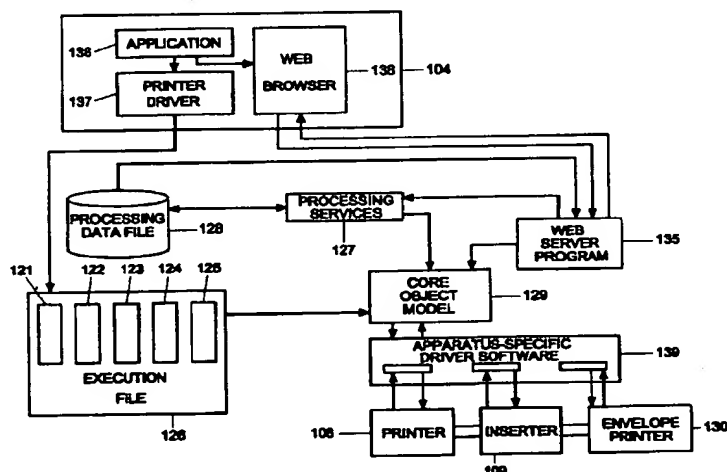 138
APPLICATION
WEB
BROWSER
136
104
137
PRINTER
DRIVER
PROCESSING
DATA FILE
128
PROCESSING
SERVICES
127
WEB
SERVER
PROGRAM
135
121
122
123
124
125
CORE
OBJECT
MODEL
129
EXECUTION
FILE
126
APPARATUS-SPECIFIC
DRIVER SOFTWARE
139
108
PRINTER
INSERTER
109
ENVELOPE
PRINTER
130